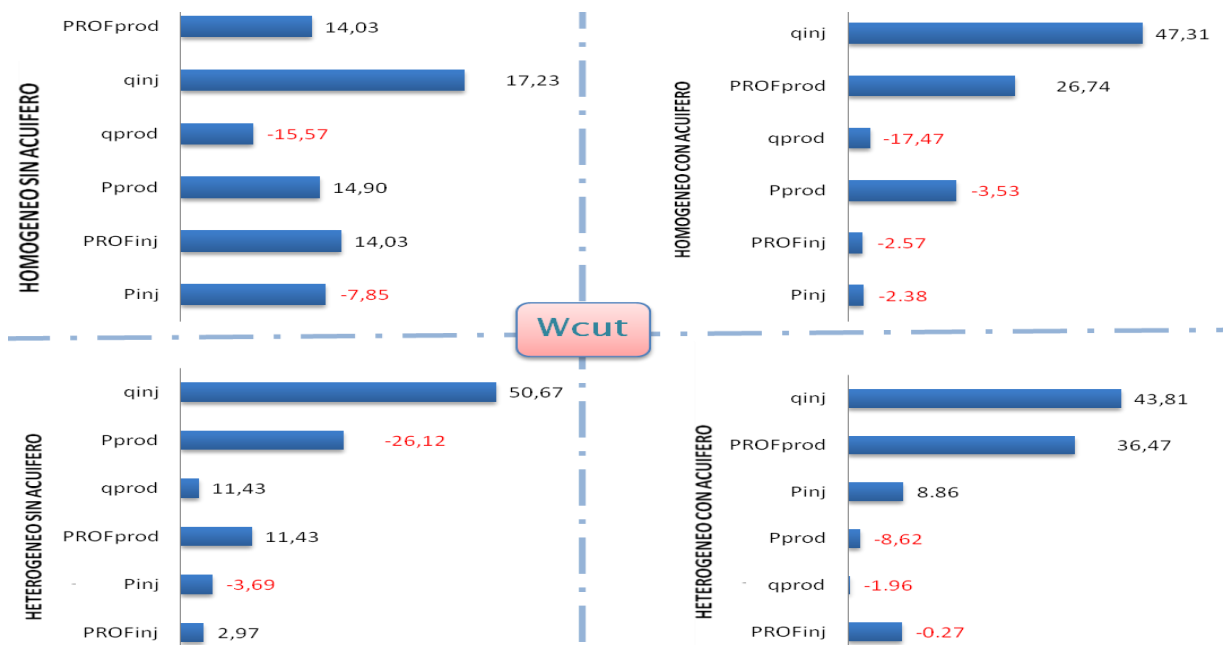 HOMOGENEO SIN ACUIFERO
PROFprod 14,03
qinj 17,23
qprod -15,57
Pprod 14,90
PROFinj 14,03
Pinj -7,85
HOMOGENEO CON ACUIFERO
qinj 47,31
PROFprod 26,74
qprod -17,47
Pprod -3,53
PROFinj -2.57
Pinj -2.38
Wcut
HETEROGENEO SIN ACUIFERO
qinj 50,67
Pprod -26,12
qprod 11,43
PROFprod 11,43
Pinj -3,69
PROFinj 2,97
HETEROGENEO CON ACUIFERO
qinj 43,81
PROFprod 36,47
Pinj 8.86
Pprod -8,62
qprod -1.96
PROFinj -0.27